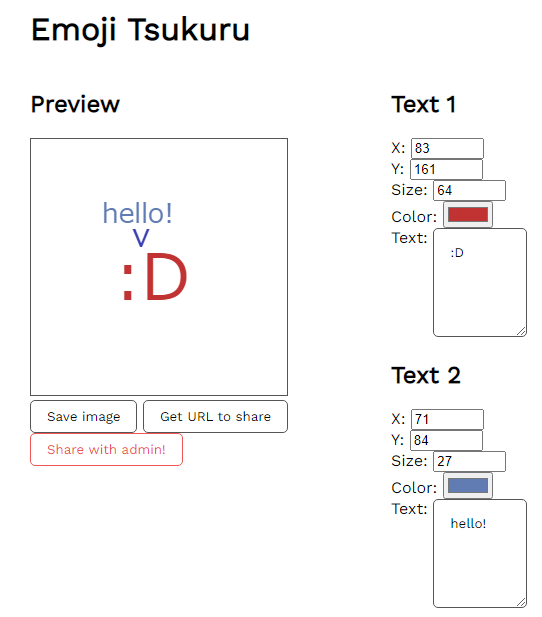 Emoji Tsukuru
Preview
hello!
V
:D
Save image
Get URL to share
Share with admin!
Text 1
X: 83
Y: 161
Size: 64
Color:
Text: :D
Text 2
X: 71
Y: 84
Size: 27
Color:
Text: hello!